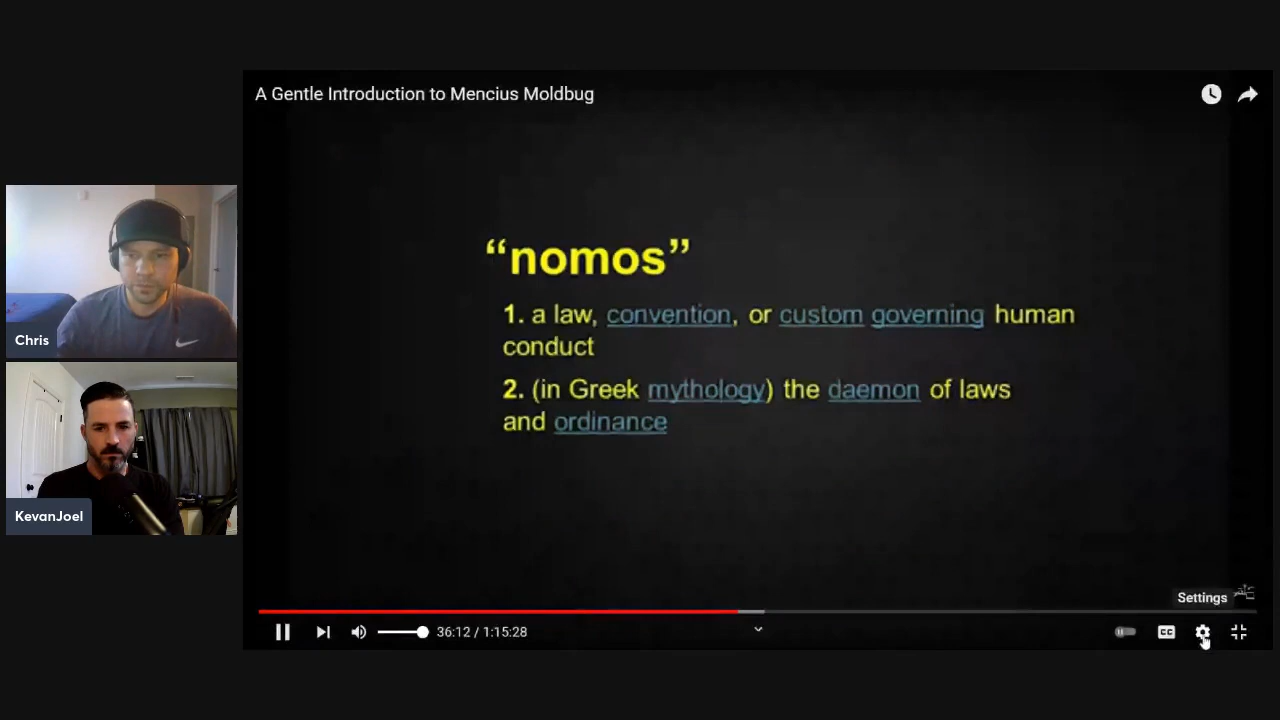 A Gentle Introduction to Mencius Moldbug
“nomos”
1. a law, convention, or custom governing human
conduct
2. (in Greek mythology) the daemon of laws
and ordinance
Chris
KevanJoel
Settings
36:12 / 1:15:28
CC